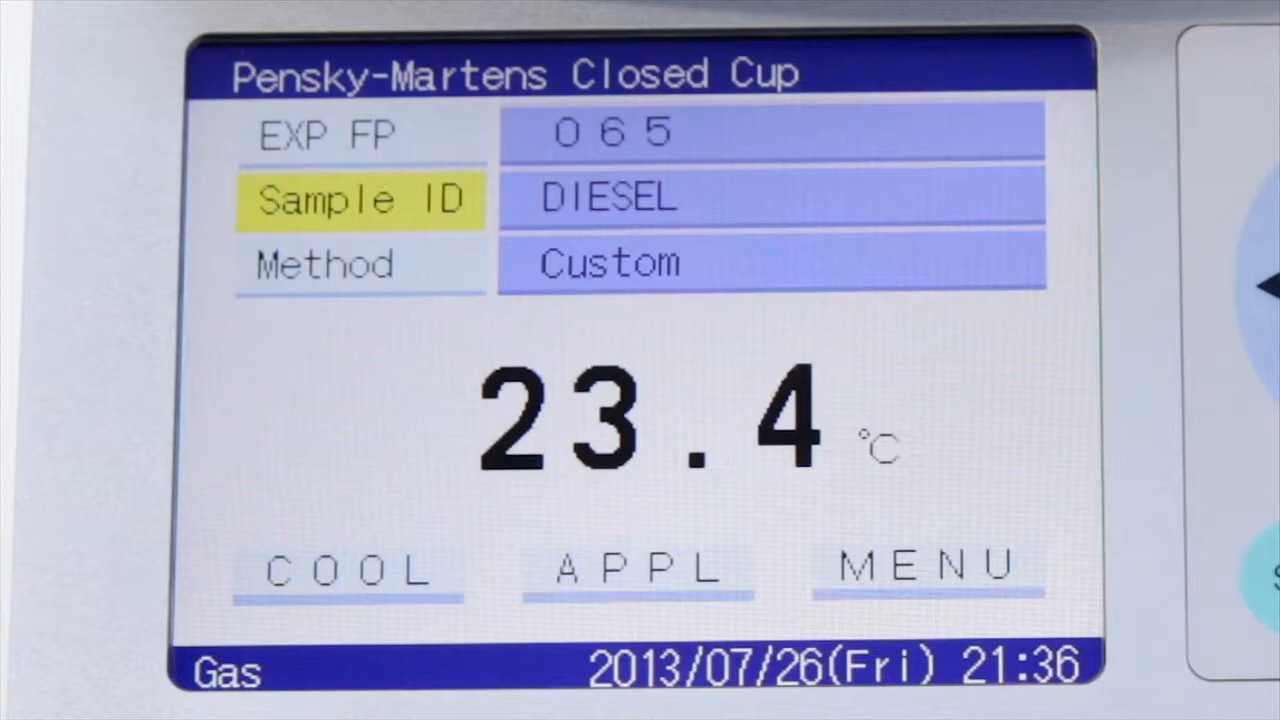 Pensky-Martens Closed Cup
EXP FP 065
Sample ID DIESEL
Method Custom
23.4 °C
COOL APPL MENU
Gas 2013/07/26(Fri) 21:36